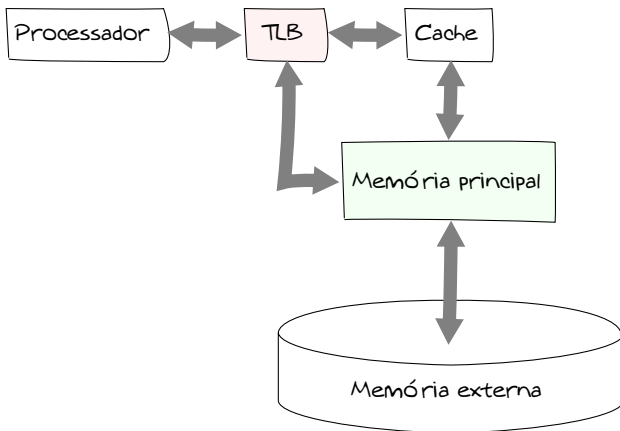 Processador
TLB
Cache
Memória principal
Memória externa